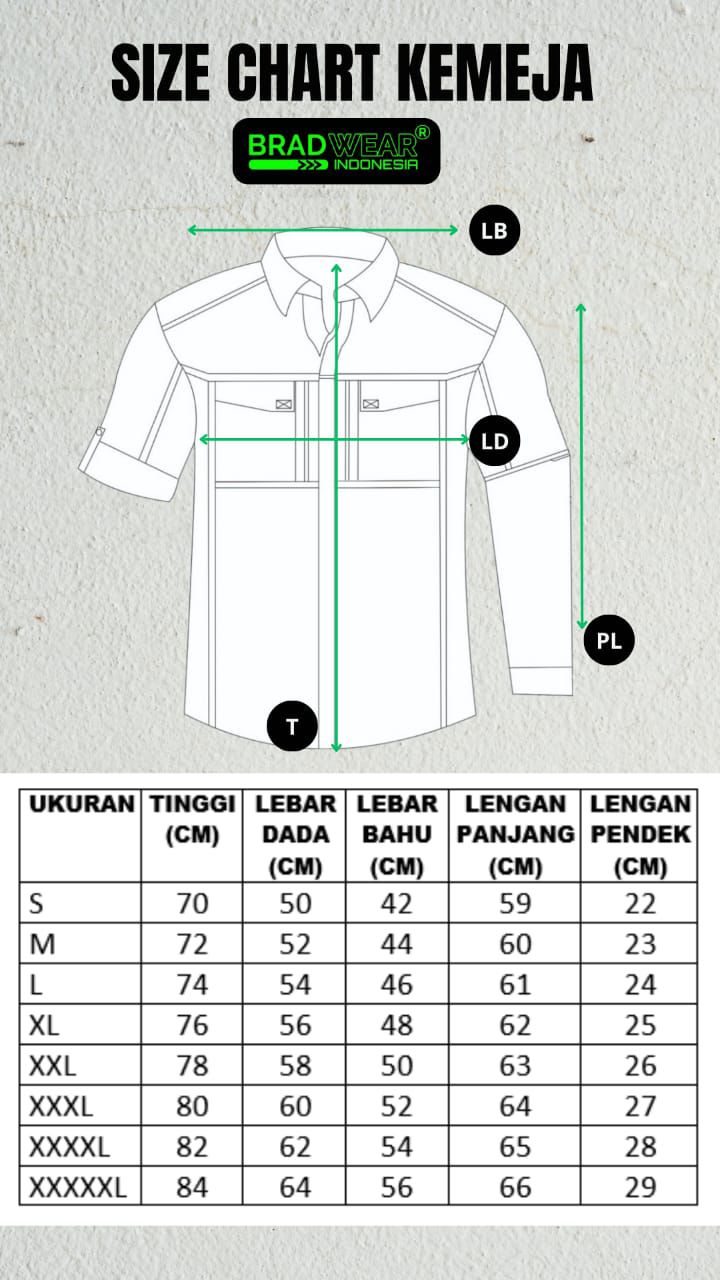 SIZE CHART KEMEJA
BRADWEAR®
INDONESIA
LB
LD
PL
T
UKURAN TINGGI (CM) LEBAR DADA (CM) LEBAR BAHU (CM) LENGAN PANJANG (CM) LENGAN PENDEK (CM)
S 70 50 42 59 22
M 72 52 44 60 23
L 74 54 46 61 24
XL 76 56 48 62 25
XXL 78 58 50 63 26
XXXL 80 60 52 64 27
XXXXL 82 62 54 65 28
XXXXXL 84 64 56 66 29